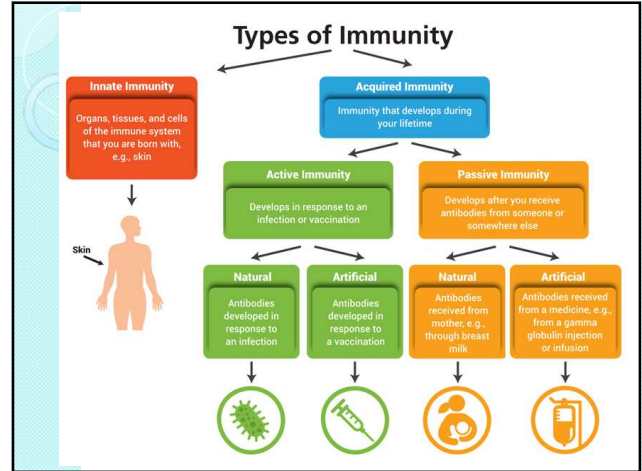 Types of Immunity
Innate Immunity
Organs, tissues, and cells
of the immune system
that you are born with,
e.g., skin
Skin
Acquired Immunity
Immunity that develops during
your lifetime
Active Immunity
Develops in response to an
infection or vaccination
Natural
Antibodies
developed in
response to
an infection
Artificial
Antibodies
developed in
response to
a vaccination
Passive Immunity
Develops after you receive
antibodies from someone or
somewhere else
Natural
Antibodies
received from
mother, e.g.,
through breast
milk
Artificial
Antibodies received
from a medicine, e.g.,
from a gamma
globulin injection
or infusion